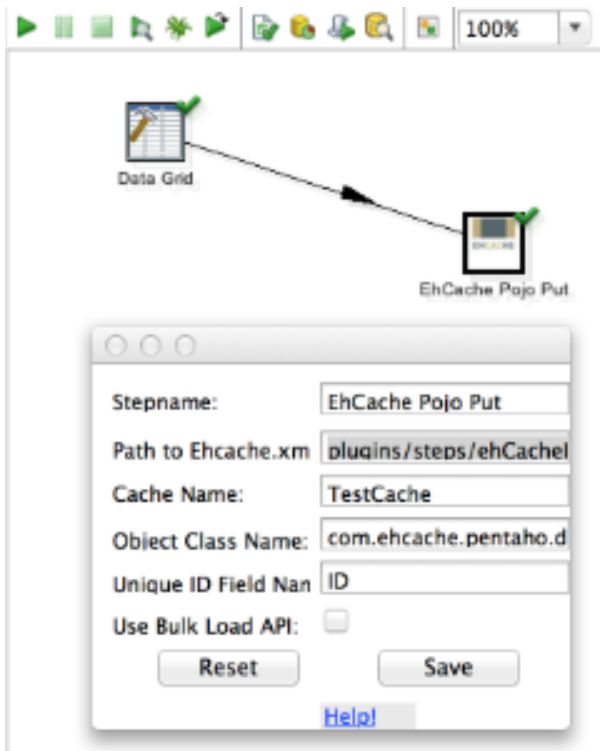 100%
Data Grid
EHCACHE
EhCache Pojo Put
Stepname: EhCache Pojo Put
Path to Ehcache.xm plugins/steps/ehCacheI
Cache Name: TestCache
Object Class Name: com.ehcache.pentaho.d
Unique ID Field Nan ID
Use Bulk Load API:
Reset Save
Help!